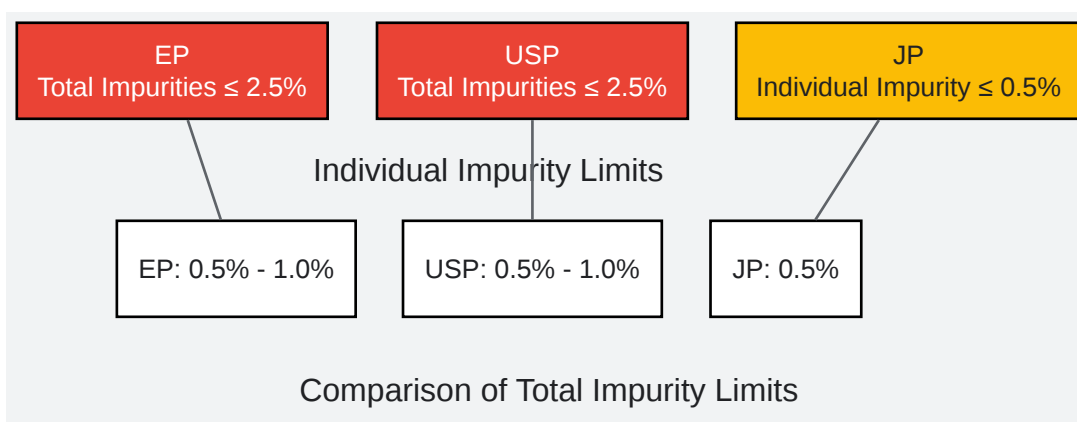 EP
Total Impurities ≤ 2.5%
USP
Total Impurities ≤ 2.5%
JP
Individual Impurity ≤ 0.5%
Individual Impurity Limits
EP: 0.5% - 1.0%
USP: 0.5% - 1.0%
JP: 0.5%
Comparison of Total Impurity Limits